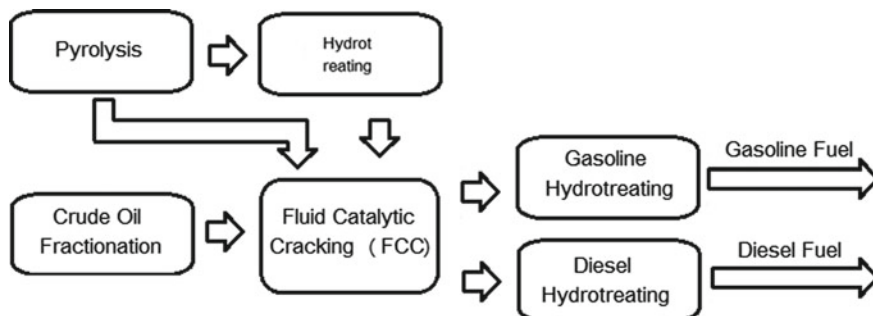 Pyrolysis
Hydrot
reating
Crude Oil
Fractionation
Fluid Catalytic
Cracking ( FCC)
Gasoline
Hydrotreating
Gasoline Fuel
Diesel
Hydrotreating
Diesel Fuel